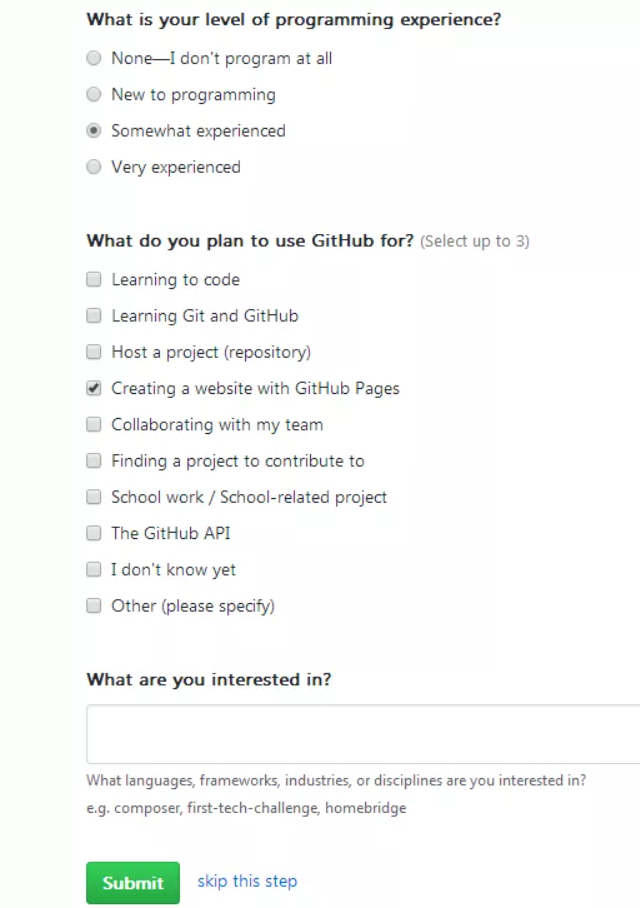 What is your level of programming experience?
None—I don't program at all
New to programming
Somewhat experienced
Very experienced
What do you plan to use GitHub for? (Select up to 3)
Learning to code
Learning Git and GitHub
Host a project (repository)
Creating a website with GitHub Pages
Collaborating with my team
Finding a project to contribute to
School work / School-related project
The GitHub API
I don't know yet
Other (please specify)
What are you interested in?
What languages, frameworks, industries, or disciplines are you interested in?
e.g. composer, first-tech-challenge, homebridge
Submit skip this step